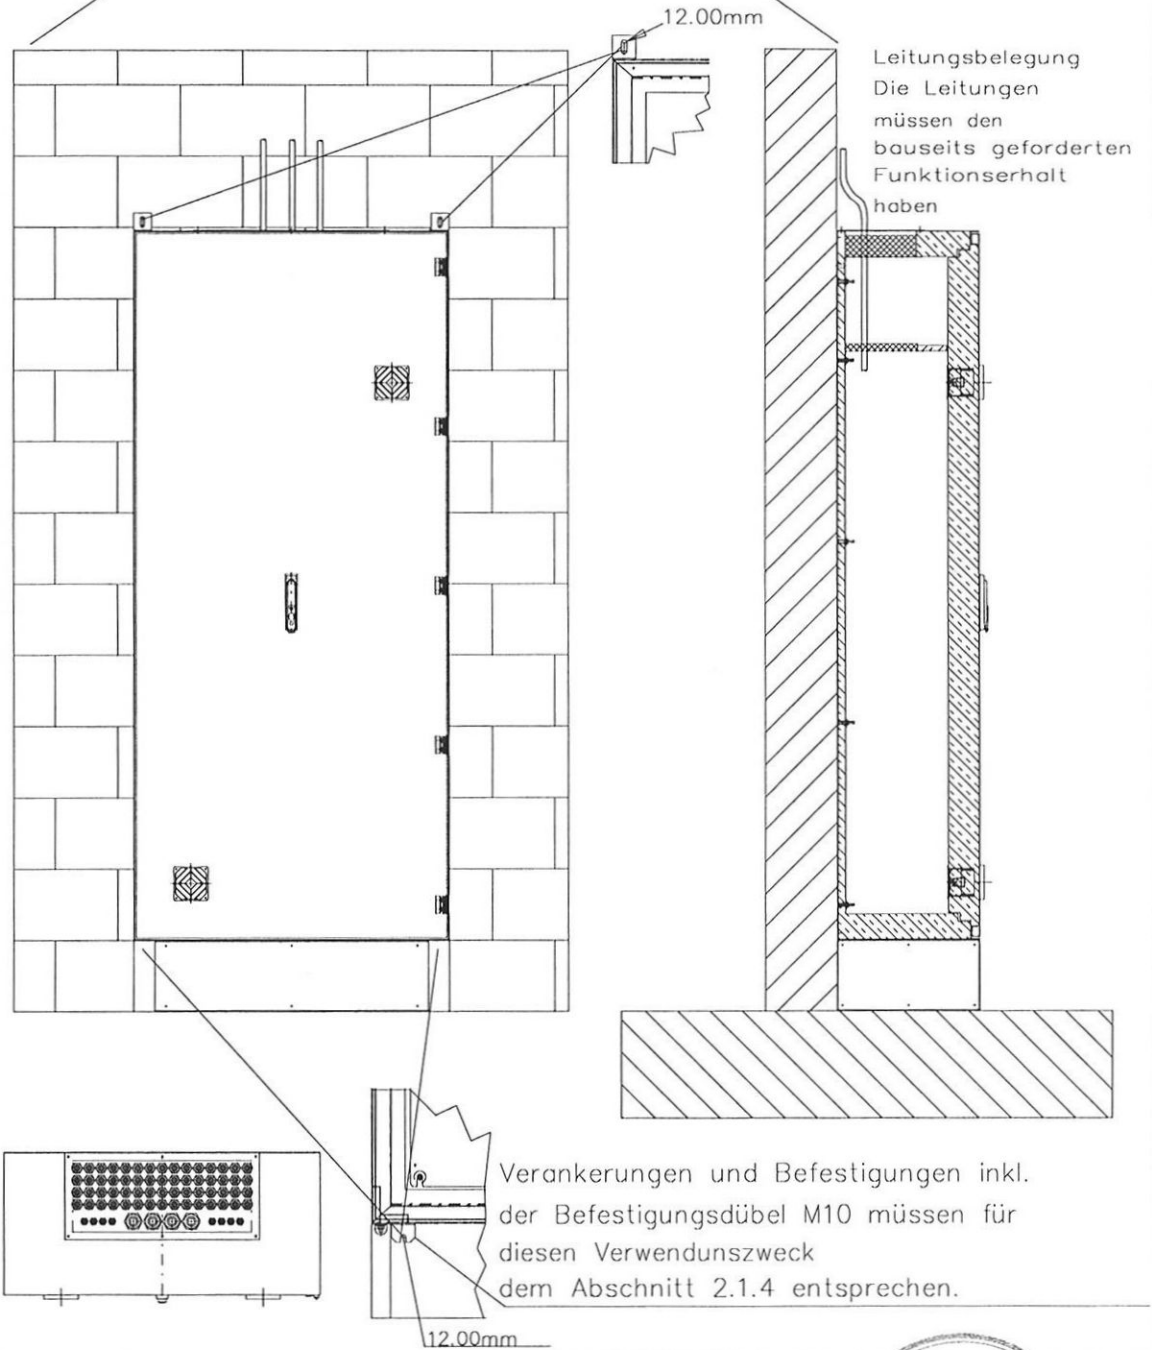 12.00mm
Leitungsbelegung
Die Leitungen
müssen den
bauseits geforderten
Funktionserhalt
haben
Verankerungen und Befestigungen inkl.
der Befestigungsdübel M10 müssen für
diesen Verwendunszweck
dem Abschnitt 2.1.4 entsprechen.
12.00mm